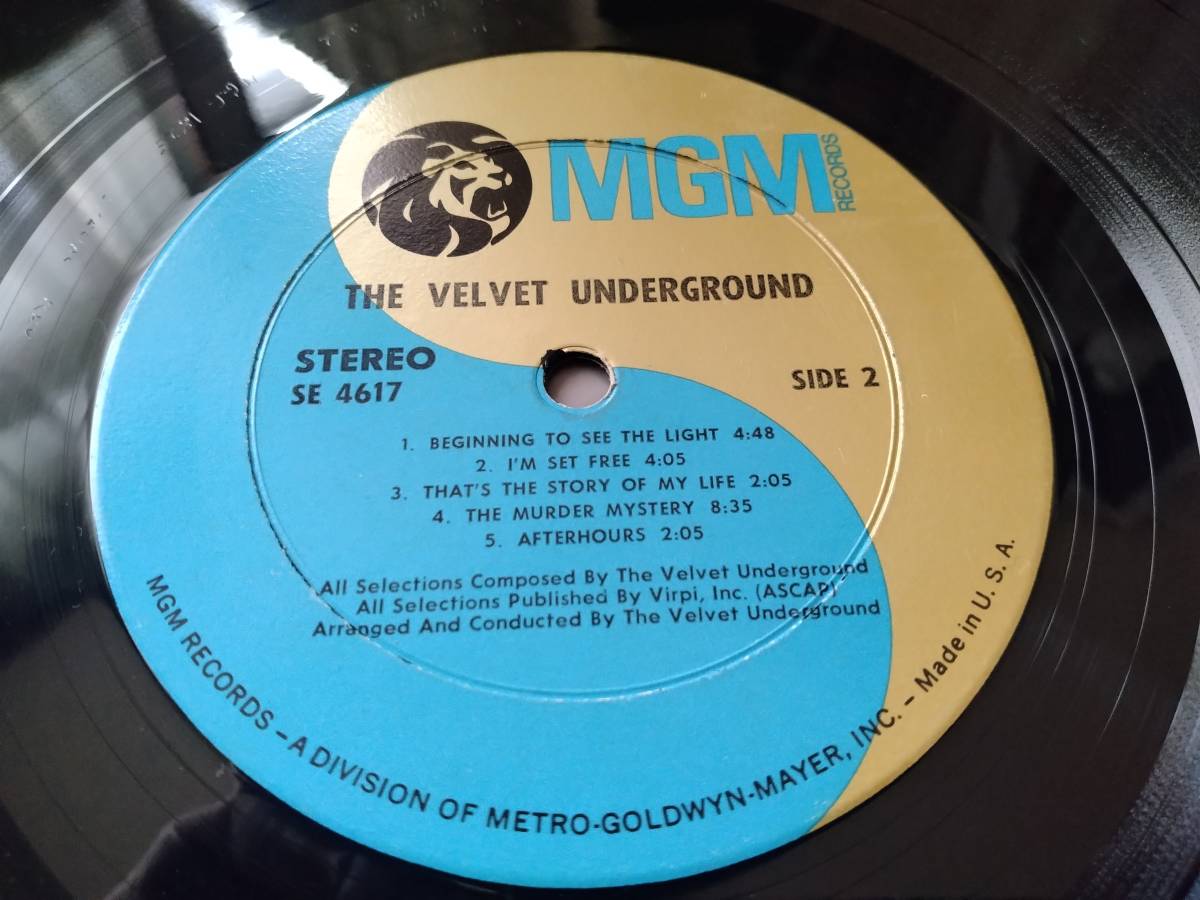 MGM RECORDS
THE VELVET UNDERGROUND
STEREO
SE 4617
SIDE 2
1. BEGINNING TO SEE THE LIGHT 4:48
2. I'M SET FREE 4:05
3. THAT'S THE STORY OF MY LIFE 2:05
4. THE MURDER MYSTERY 8:35
5. AFTERHOURS 2:05
All Selections Composed By The Velvet Underground
All Selections Published By Virpi, Inc. (ASCAP)
Arranged And Conducted By The Velvet Underground
MGM RECORDS – A DIVISION OF METRO-GOLDWYN-MAYER, INC. – Made in U. S. A.